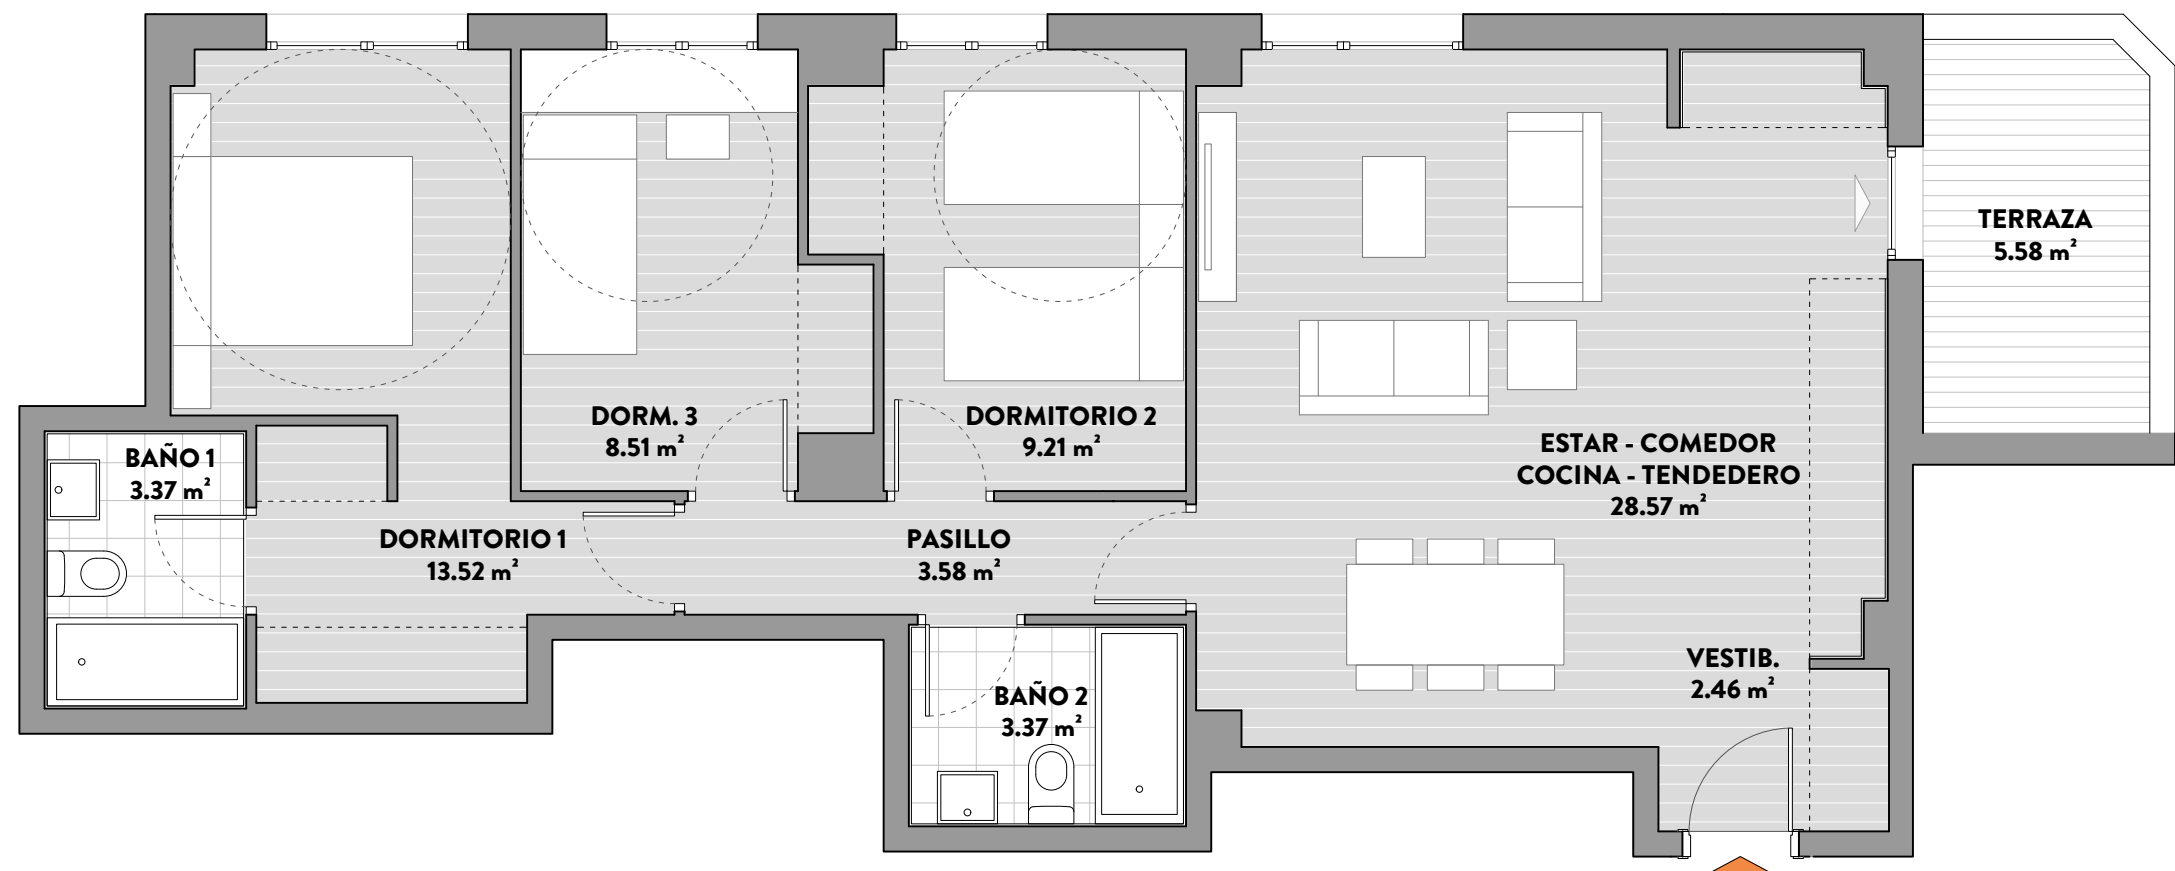 TERRAZA
5.58 m²
DORM. 3
8.51 m²
DORMITORIO 2
9.21 m²
ESTAR - COMEDOR
COCINA - TENDEDERO
28.57 m²
BAÑO 1
3.37 m²
DORMITORIO 1
13.52 m²
PASILLO
3.58 m²
VESTIB.
2.46 m²
BAÑO 2
3.37 m²